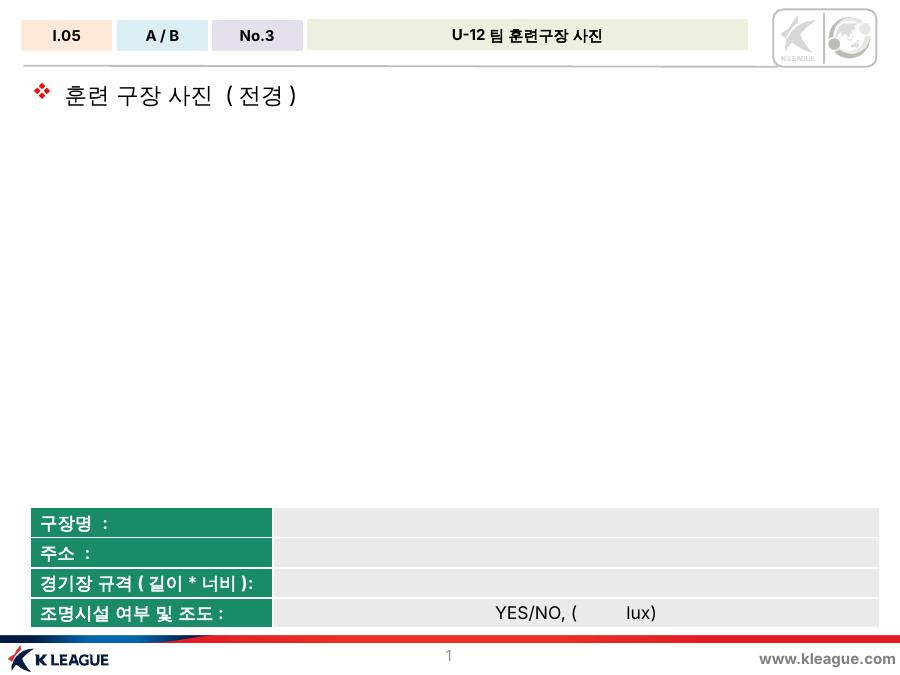 I.05 A / B No.3 U-12 팀 훈련구장 사진
K LEAGUE
❖ 훈련 구장 사진 ( 전경 )
구장명 :
주소 :
경기장 규격 ( 길이 * 너비 ):
조명시설 여부 및 조도 : YES/NO, ( lux)
K LEAGUE 1 www.kleague.com